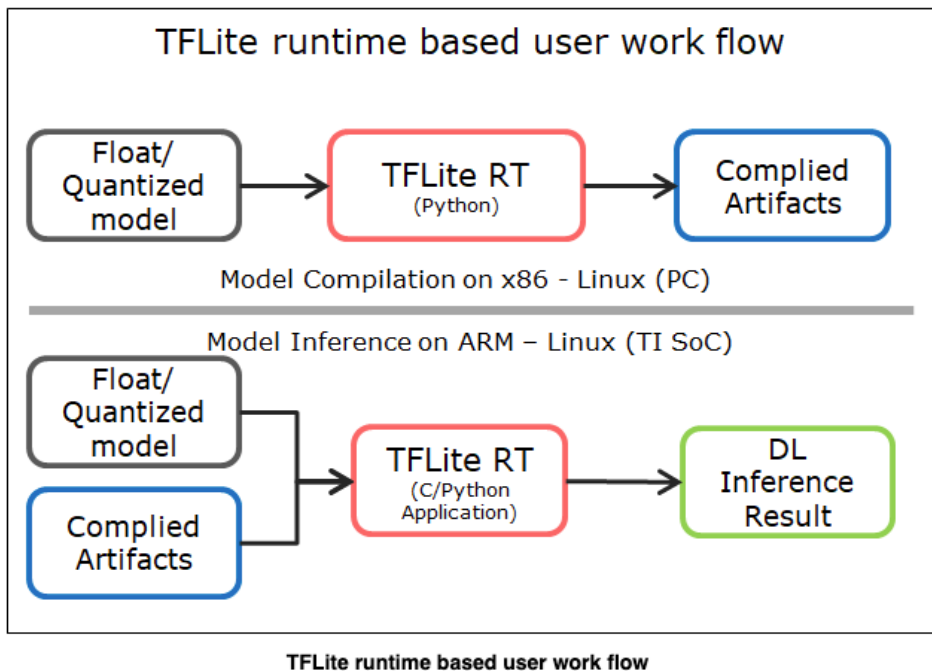 TFLite runtime based user work flow
Float/
Quantized
model
TFLite RT
(Python)
Complied
Artifacts
Model Compilation on x86 - Linux (PC)
Model Inference on ARM – Linux (TI SoC)
Float/
Quantized
model
Complied
Artifacts
TFLite RT
(C/Python
Application)
DL
Inference
Result
TFLite runtime based user work flow